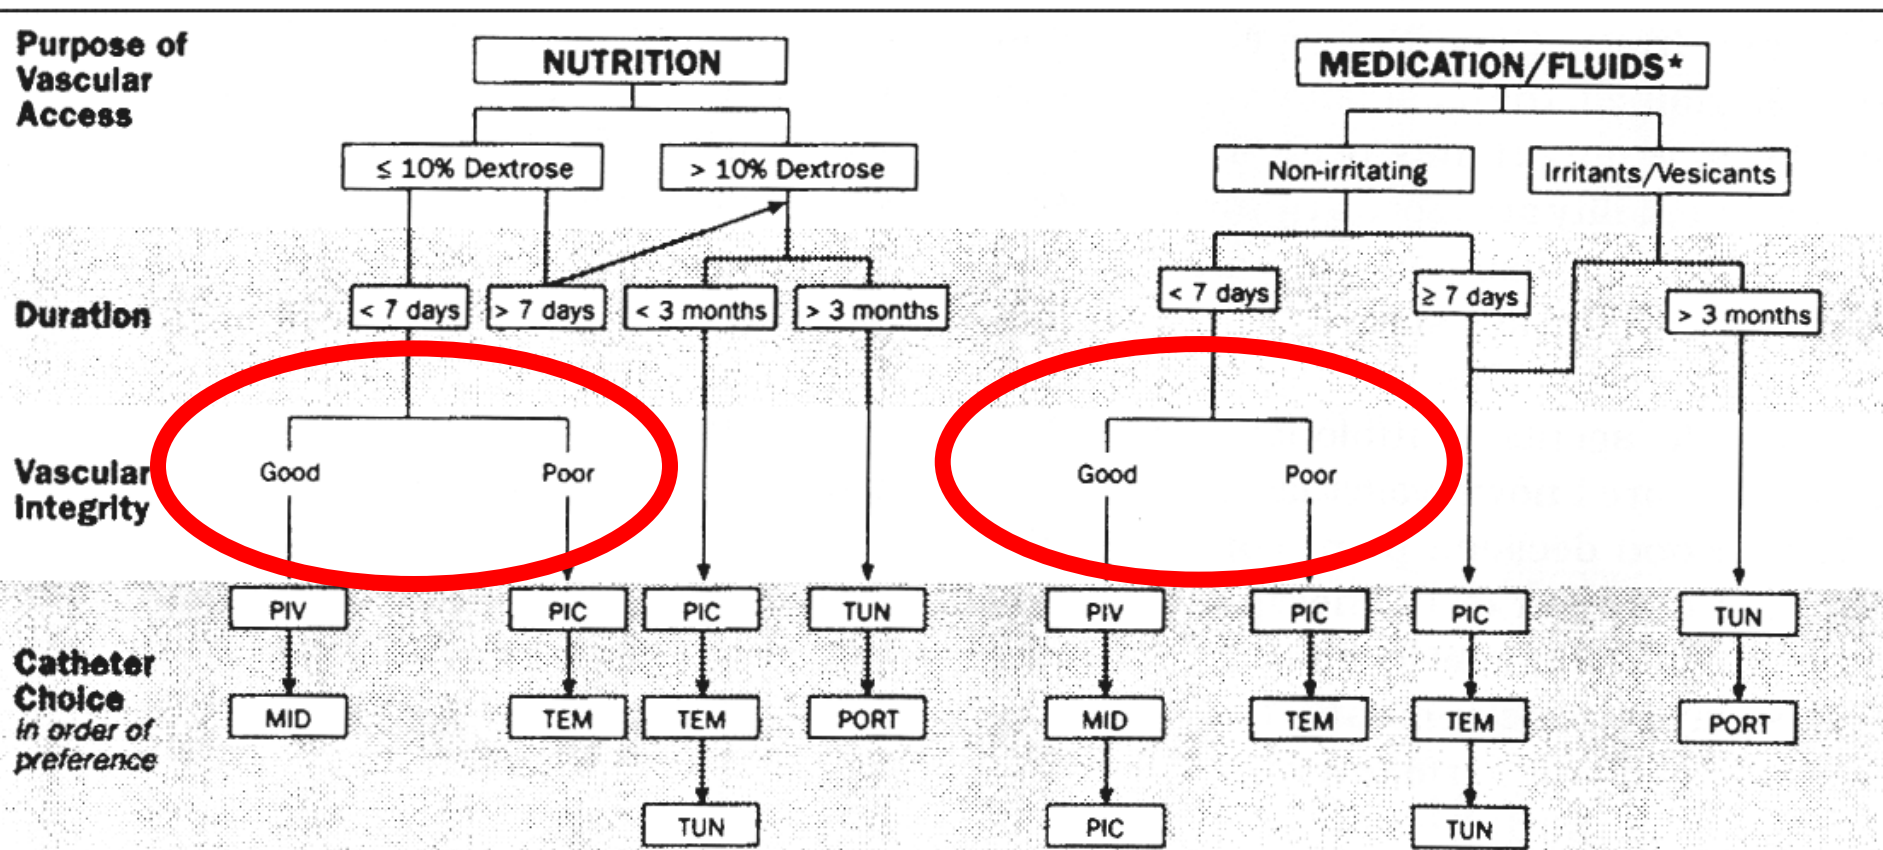 Purpose of
Vascular
Access
NUTRITION
MEDICATION/FLUIDS*
≤ 10% Dextrose
> 10% Dextrose
Non-irritating
Irritants/Vesicants
Duration
< 7 days
> 7 days
< 3 months
> 3 months
< 7 days
≥ 7 days
> 3 months
Vascular
Integrity
Good
Poor
Good
Poor
Catheter
Choice
in order of
preference
PIV
PIC
PIC
TUN
PIV
PIC
PIC
TUN
MID
TEM
TEM
PORT
MID
TEM
TEM
PORT
TUN
PIC
TUN